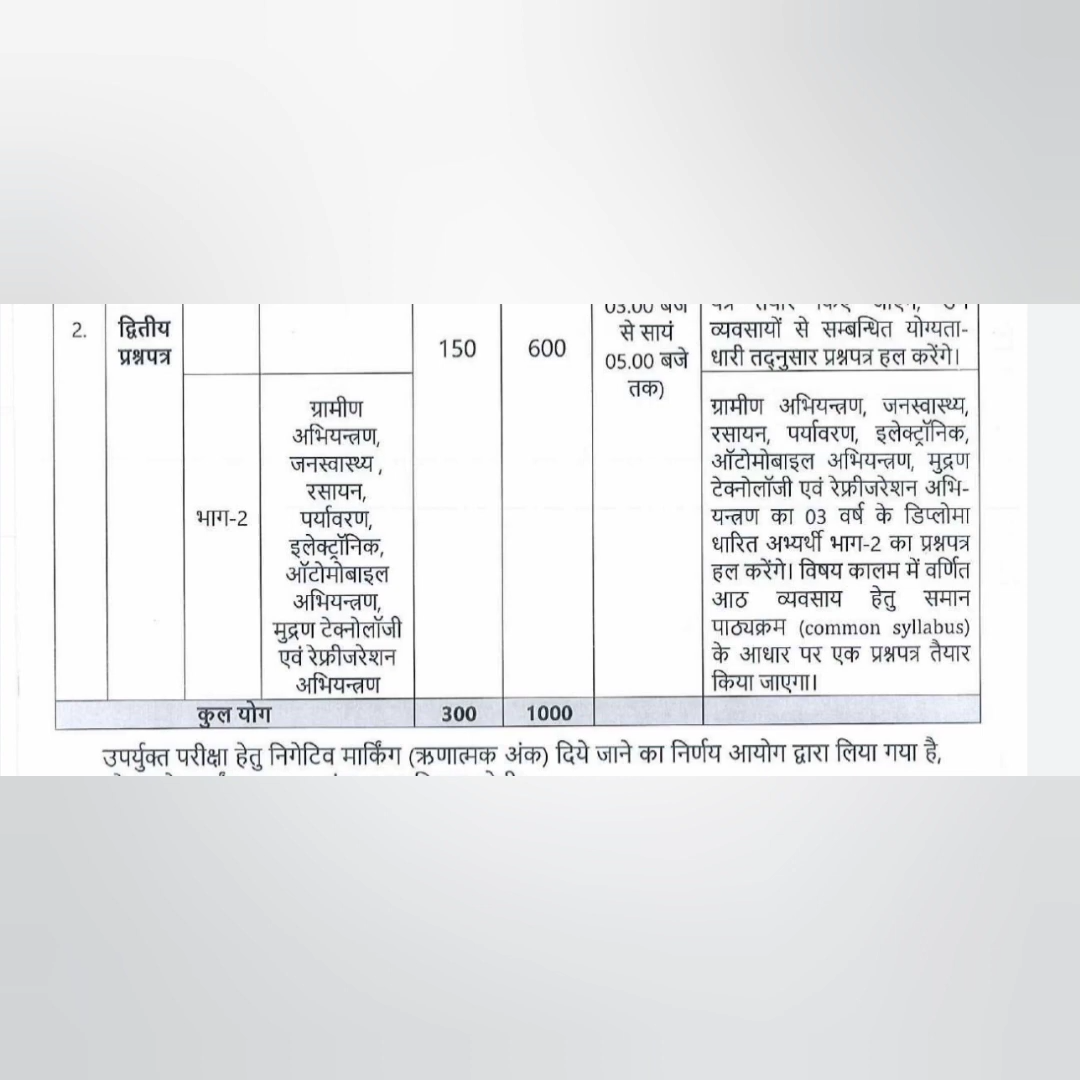 03.00 बजे
2.
द्वितीय
प्रश्नपत्र
150
600
से सायं
05.00 बजे
तक)
व्यवसायों से सम्बन्धित योग्यता-
धारी तद्नुसार प्रश्नपत्र हल करेंगे।
भाग-2
ग्रामीण
अभियन्त्रण,
जनस्वास्थ्य ,
रसायन,
पर्यावरण,
इलेक्ट्रॉनिक,
ऑटोमोबाइल
अभियन्त्रण,
मुद्रण टेक्नोलॉजी
एवं रेफ्रीजरेशन
अभियन्त्रण
ग्रामीण अभियन्त्रण, जनस्वास्थ्य,
रसायन, पर्यावरण, इलेक्ट्रॉनिक,
ऑटोमोबाइल अभियन्त्रण, मुद्रण
टेक्नोलॉजी एवं रेफ्रीजरेशन अभि-
यन्त्रण का 03 वर्ष के डिप्लोमा
धारित अभ्यर्थी भाग-2 का प्रश्नपत्र
हल करेंगे। विषय कालम में वर्णित
आठ व्यवसाय हेतु समान
पाठ्यक्रम (common syllabus)
के आधार पर एक प्रश्नपत्र तैयार
किया जाएगा।
कुल योग 300 1000
उपर्युक्त परीक्षा हेतु निगेटिव मार्किंग (ऋणात्मक अंक) दिये जाने का निर्णय आयोग द्वारा लिया गया है,